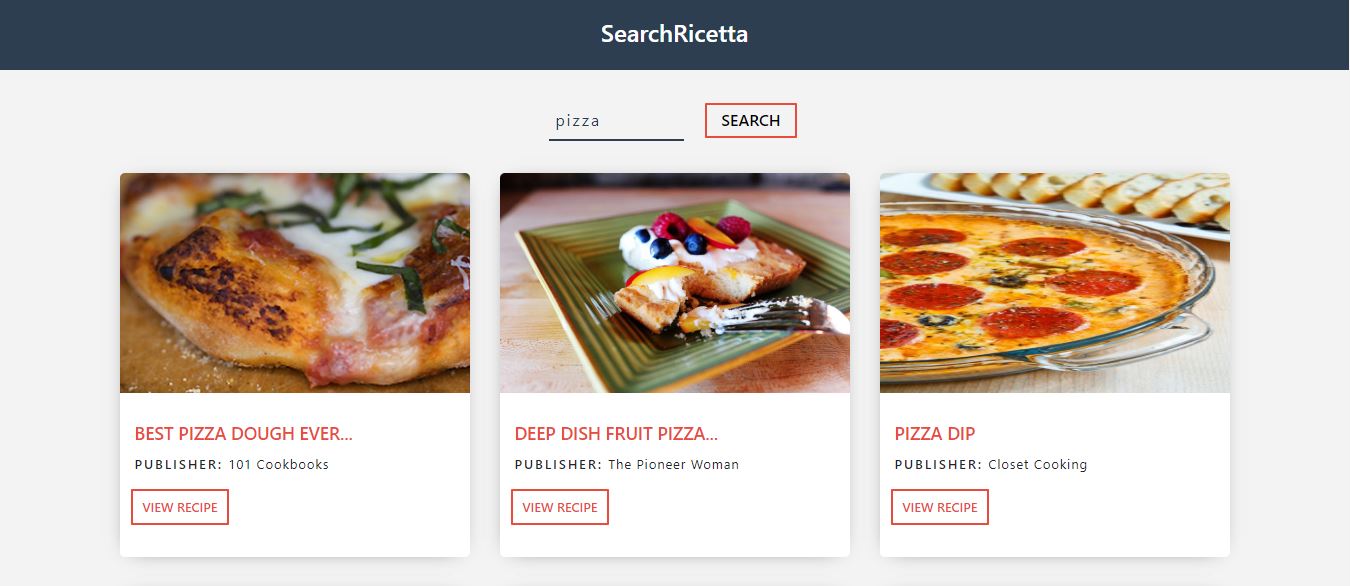 SearchRicetta
pizza
SEARCH
BEST PIZZA DOUGH EVER...
PUBLISHER: 101 Cookbooks
VIEW RECIPE
DEEP DISH FRUIT PIZZA...
PUBLISHER: The Pioneer Woman
VIEW RECIPE
PIZZA DIP
PUBLISHER: Closet Cooking
VIEW RECIPE